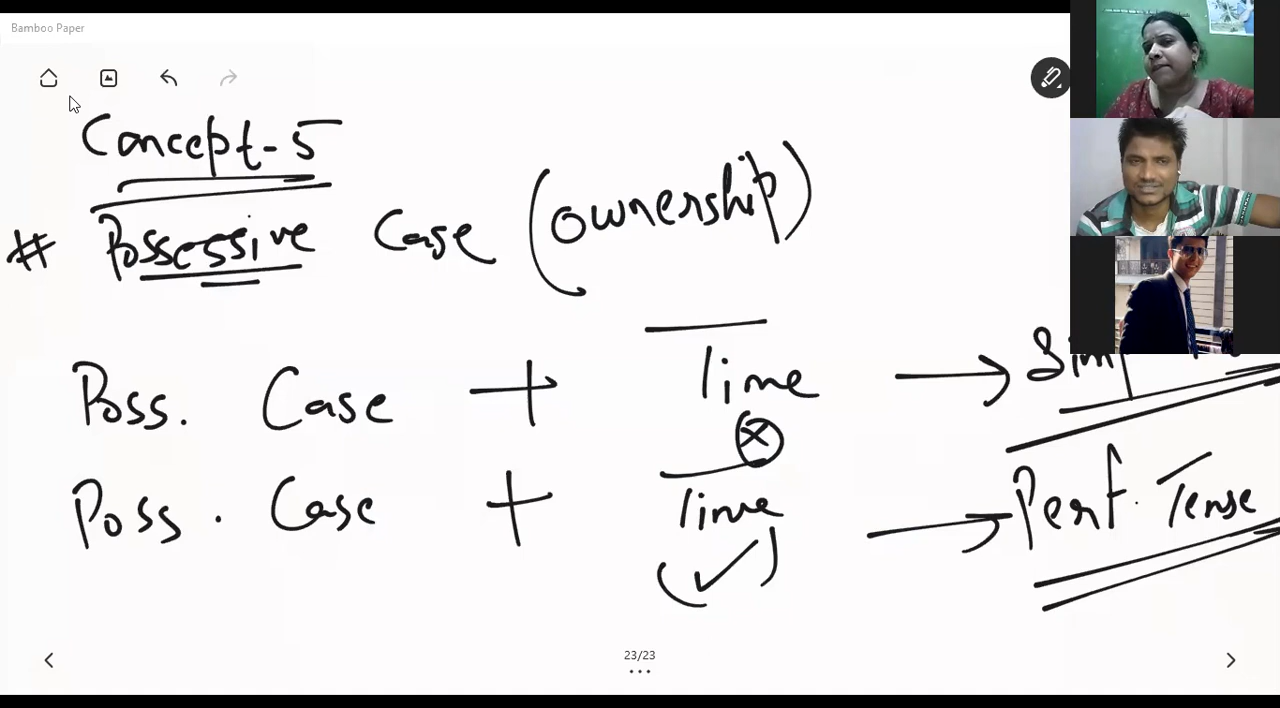 Bamboo Paper
Concept-5
# Possessive Case (ownership)
Poss. Case + Time →
Poss. Case + Time → Perf. Tense
23/23